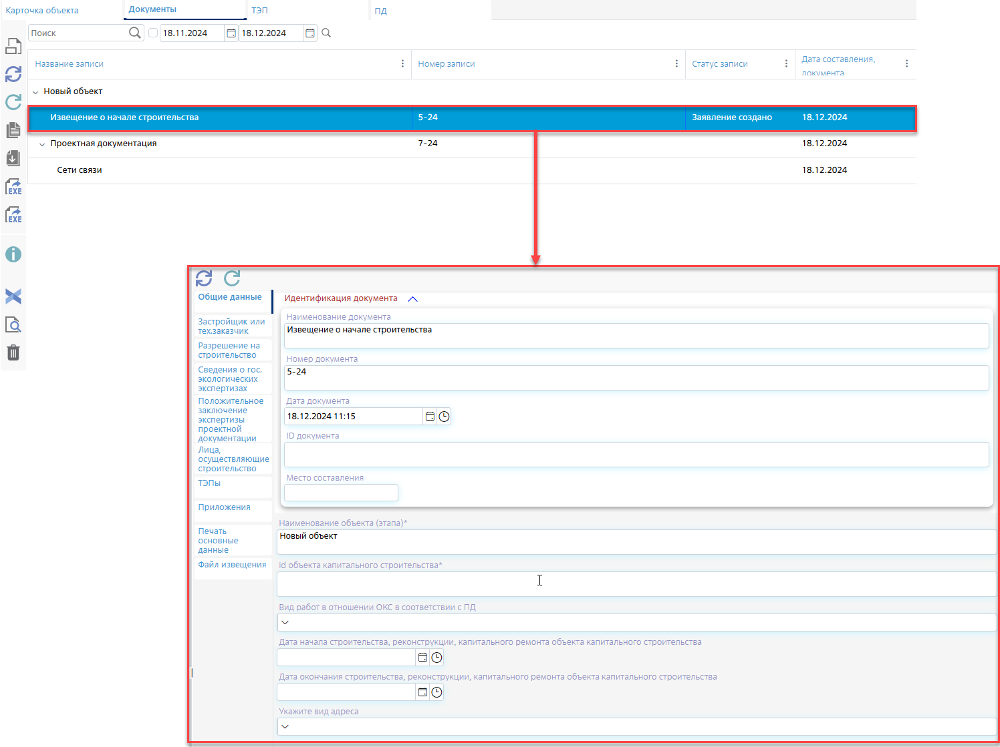 Карточка объекта
Документы
ТЭП
ПД
Поиск
18.11.2024
18.12.2024
Название записи
Номер записи
Статус записи
Дата составления,
документа
Новый объект
Извещение о начале строительства 5-24 Заявление создано 18.12.2024
Проектная документация 7-24 18.12.2024
Сети связи 18.12.2024
EXE
EXE
Общие данные
Застройщик или
тех.заказчик
Разрешение на
строительство
Сведения о гос.
экологических
экспертизах
Положительное
заключение
экспертизы
проектной
документации
Лица,
осуществляющие
строительство
ТЭПы
Приложения
Печать
основные
данные
Файл извещения
Идентификация документа
Наименование документа
Извещение о начале строительства
Номер документа
5-24
Дата документа
18.12.2024 11:15
ID документа
Место составления
Наименование объекта (этапа)*
Новый объект
id объекта капитального строительства*
Вид работ в отношении ОКС в соответствии с ПД
Дата начала строительства, реконструкции, капитального ремонта объекта капитального строительства
Дата окончания строительства, реконструкции, капитального ремонта объекта капитального строительства
Укажите вид адреса